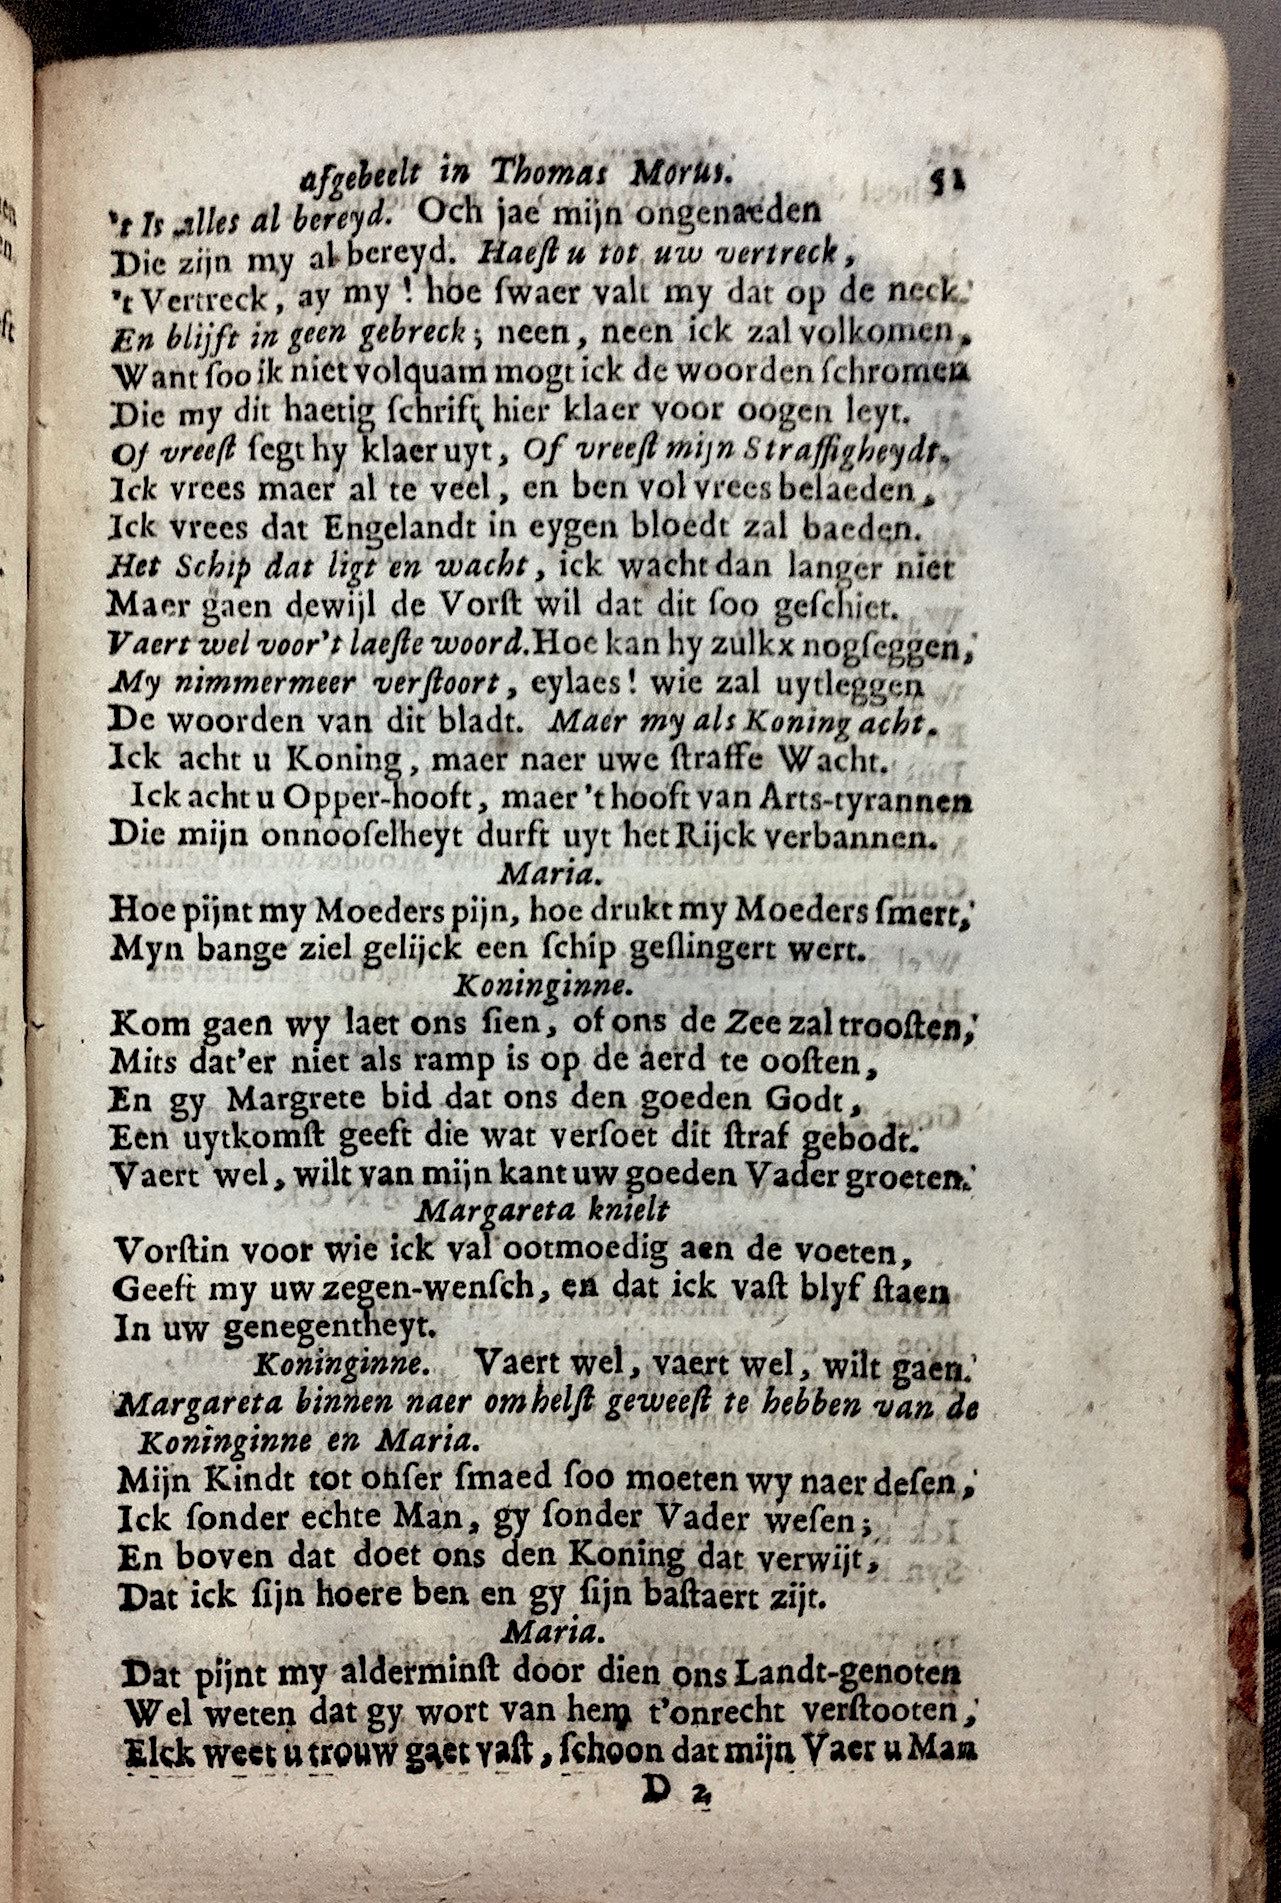 afgebeelt in Thomas Morus. 51
't Is alles al bereyd. Och jae mijn ongenaeden
Die zijn my al bereyd. Haeſt u tot uw vertreck,
't Vertreck, ay my! hoe ſwaer valt my dat op de neck.
En blijft in geen gebreck; neen, neen ick zal volkomen,
Want ſoo ik niet volquam mogt ick de woorden ſchromen
Die my dit haetig ſchrift hier klaer voor oogen leyt.
Of vreeſt ſegt hy klaer uyt, Of vreeſt mijn Straffigheydt.
Ick vrees maer al te veel, en ben vol vrees belaeden,
Ick vrees dat Engelandt in eygen bloedt zal baeden.
Het Schip dat ligt en wacht, ick wacht dan langer niet
Maer gaen dewijl de Vorſt wil dat dit ſoo geſchiet.
Vaert wel voor't laeſte woord. Hoe kan hy zulkx nog ſeggen,
My nimmermeer verſtoort, eylaes! wie zal uytleggen
De woorden van dit bladt. Maer my als Koning acht.
Ick acht u Koning, maer naer uwe ſtraffe Wacht.
Ick acht u Opper-hooft, maer 't hooft van Arts-tyrannen
Die mijn onnooſelheyt durft uyt het Rijck verbannen.
Maria.
Hoe pijnt my Moeders pijn, hoe drukt my Moeders ſmert,
Myn bange ziel gelijck een ſchip geſlingert wert.
Koninginne.
Kom gaen wy laet ons ſien, of ons de Zee zal trooſten,
Mits dat'er niet als ramp is op de aerd te ooſten,
En gy Margrete bid dat ons den goeden Godt,
Een uytkomſt geeft die wat verſoet dit ſtraf gebodt.
Vaert wel, wilt van mijn kant uw goeden Vader groeten.
Margareta knielt
Vorſtin voor wie ick val ootmoedig aen de voeten,
Geeft my uw zegen-wenſch, en dat ick vaſt blyf ſtaen
In uw genegentheyt.
Koninginne. Vaert wel, vaert wel, wilt gaen.
Margareta binnen naer omhelſt geweeſt te hebben van de
Koninginne en Maria.
Mijn Kindt tot onſer ſmaed ſoo moeten wy naer deſen,
Ick ſonder echte Man, gy ſonder Vader weſen;
En boven dat doet ons den Koning dat verwijt,
Dat ick ſijn hoere ben en gy ſijn baſtaert zijt.
Maria.
Dat pijnt my alderminſt door dien ons Landt-genoten
Wel weten dat gy wort van hem t'onrecht verſtooten,
Elck weet u trouw gaet vaſt, ſchoon dat mijn Vaer u Man
D 2